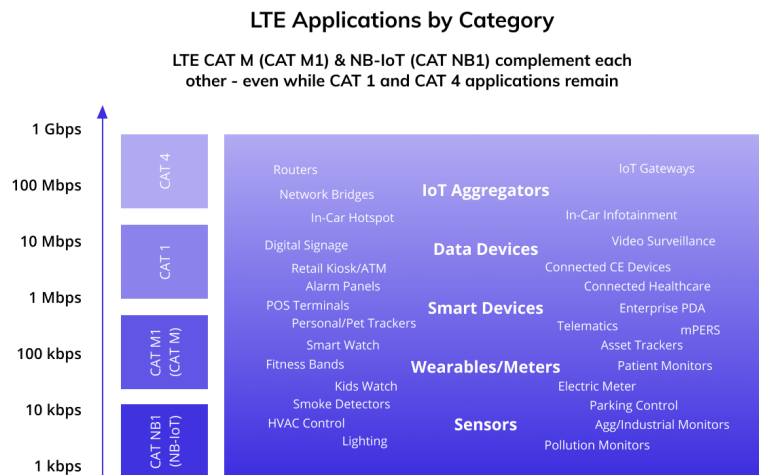 LTE Applications by Category
LTE CAT M (CAT M1) & NB-IoT (CAT NB1) complement each
other - even while CAT 1 and CAT 4 applications remain
1 Gbps
100 Mbps
10 Mbps
1 Mbps
100 kbps
10 kbps
1 kbps
CAT 4
CAT 1
CAT M1
(CAT M)
CAT NB1
(NB-IoT)
Routers
IoT Gateways
Network Bridges
IoT Aggregators
In-Car Hotspot
In-Car Infotainment
Digital Signage
Data Devices
Video Surveillance
Retail Kiosk/ATM
Connected CE Devices
Alarm Panels
Connected Healthcare
POS Terminals
Smart Devices
Enterprise PDA
Personal/Pet Trackers
Telematics
mPERS
Smart Watch
Asset Trackers
Fitness Bands
Wearables/Meters
Patient Monitors
Kids Watch
Electric Meter
Smoke Detectors
Parking Control
HVAC Control
Sensors
Agg/Industrial Monitors
Lighting
Pollution Monitors